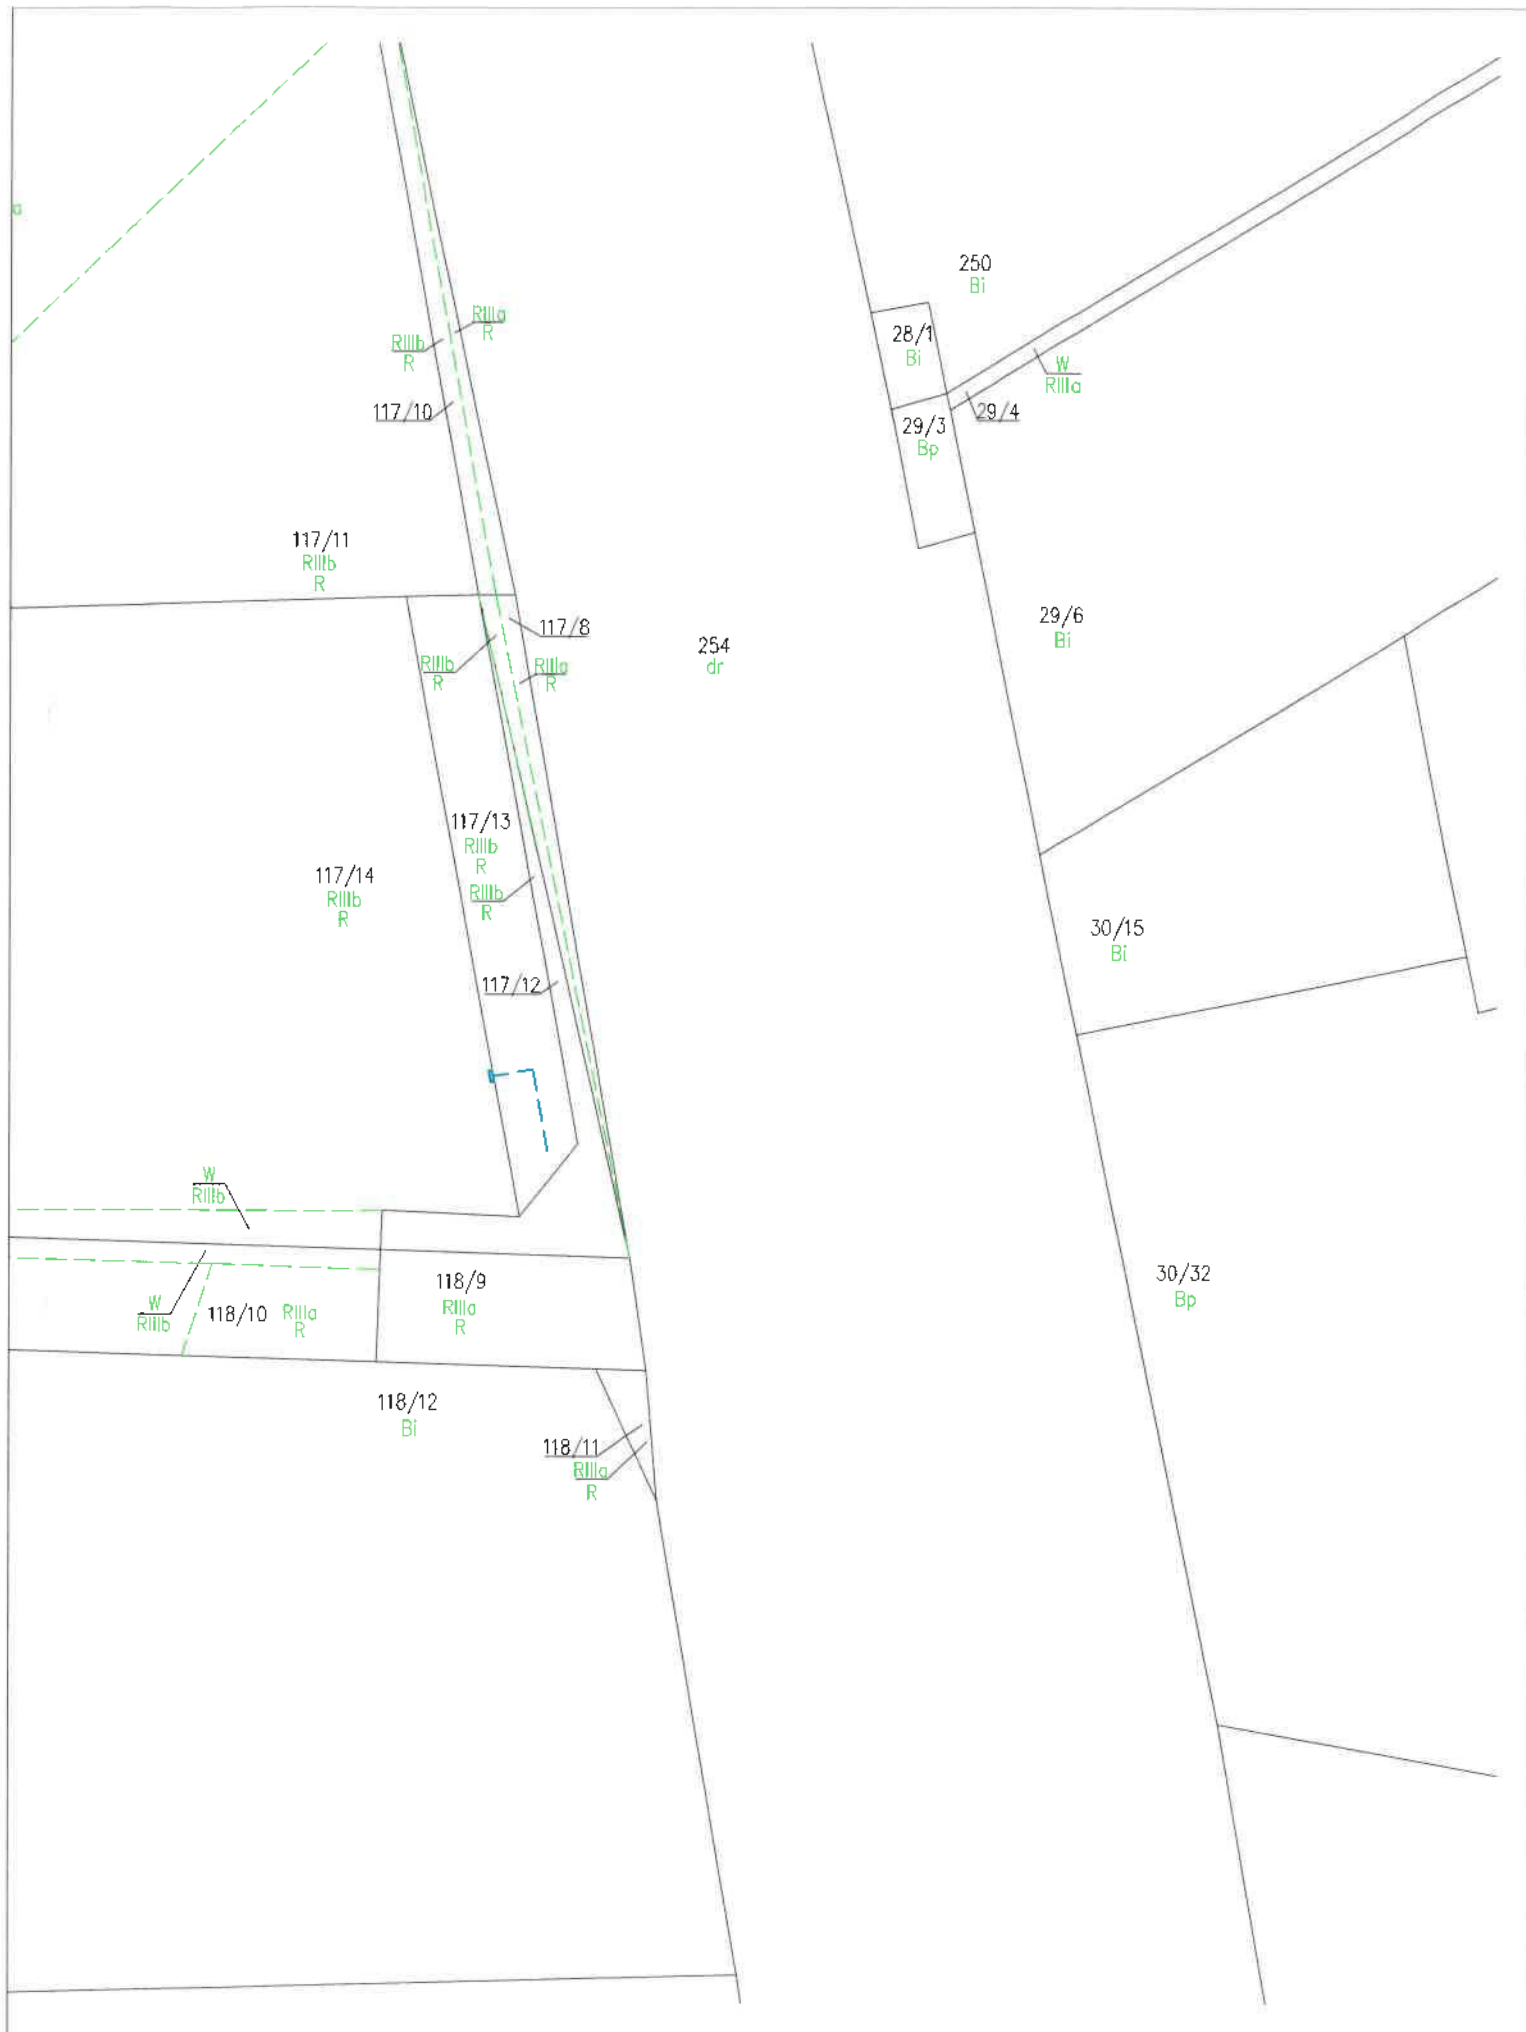 a
250
Bi
RIIIa
R
RIIIb
R
28/1
Bi
W
RIIIa
117/10
29/4
29/3
Bp
117/11
RIIIb
R
117/8
29/6
Bi
254
dr
RIIIb
R
RIIIa
R
117/13
RIIIb
R
117/14
RIIIb
R
RIIIb
R
30/15
Bi
117/12
W
RIIIb
118/9
RIIIa
R
30/32
Bp
W
RIIIb
118/10
RIIIa
R
118/12
Bi
118/11
RIIIa
R